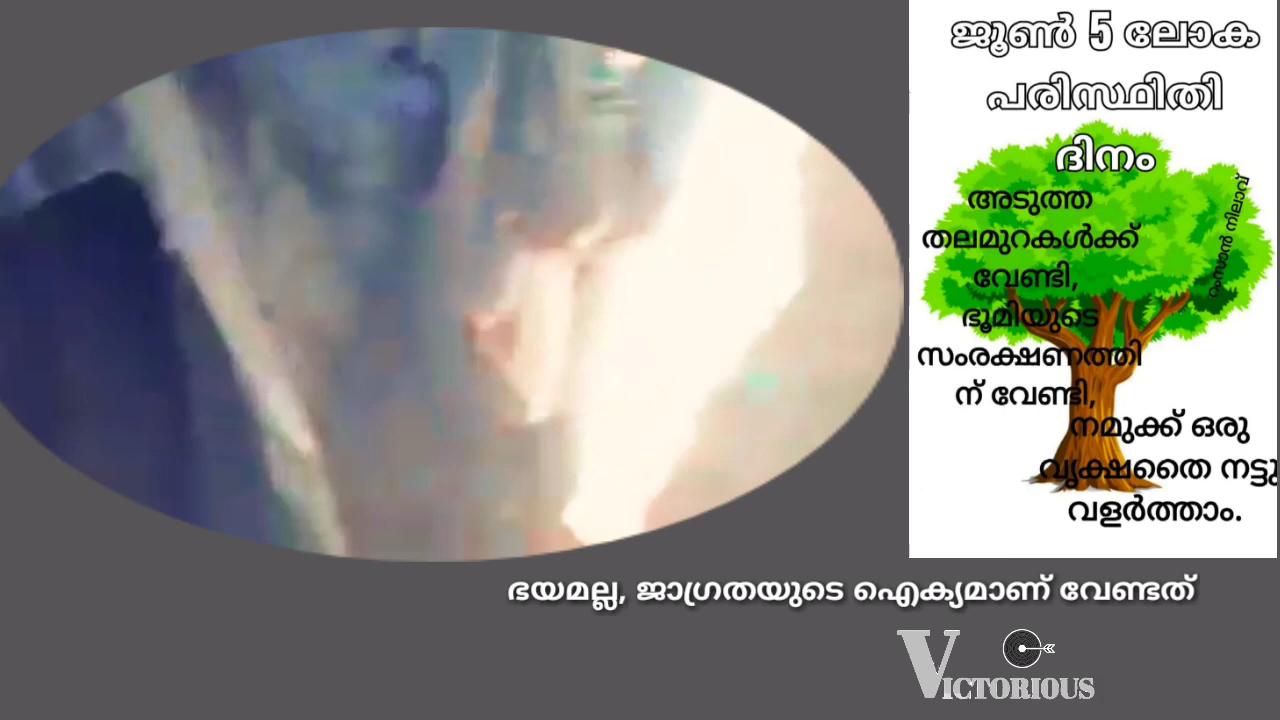 ജൂൺ 5 ലോക
പരിസ്ഥിതി
ദിനം
അടുത്ത
തലമുറകൾക്ക്
വേണ്ടി,
ഭൂമിയുടെ
സംരക്ഷണത്തി
ന് വേണ്ടി,
നമുക്ക് ഒരു
വൃക്ഷതൈ നട്ടു
വളർത്താം.
റംസാൻ നിലാവ്
ഭയമല്ല, ജാഗ്രതയുടെ ഐക്യമാണ് വേണ്ടത്
VICTORIOUS